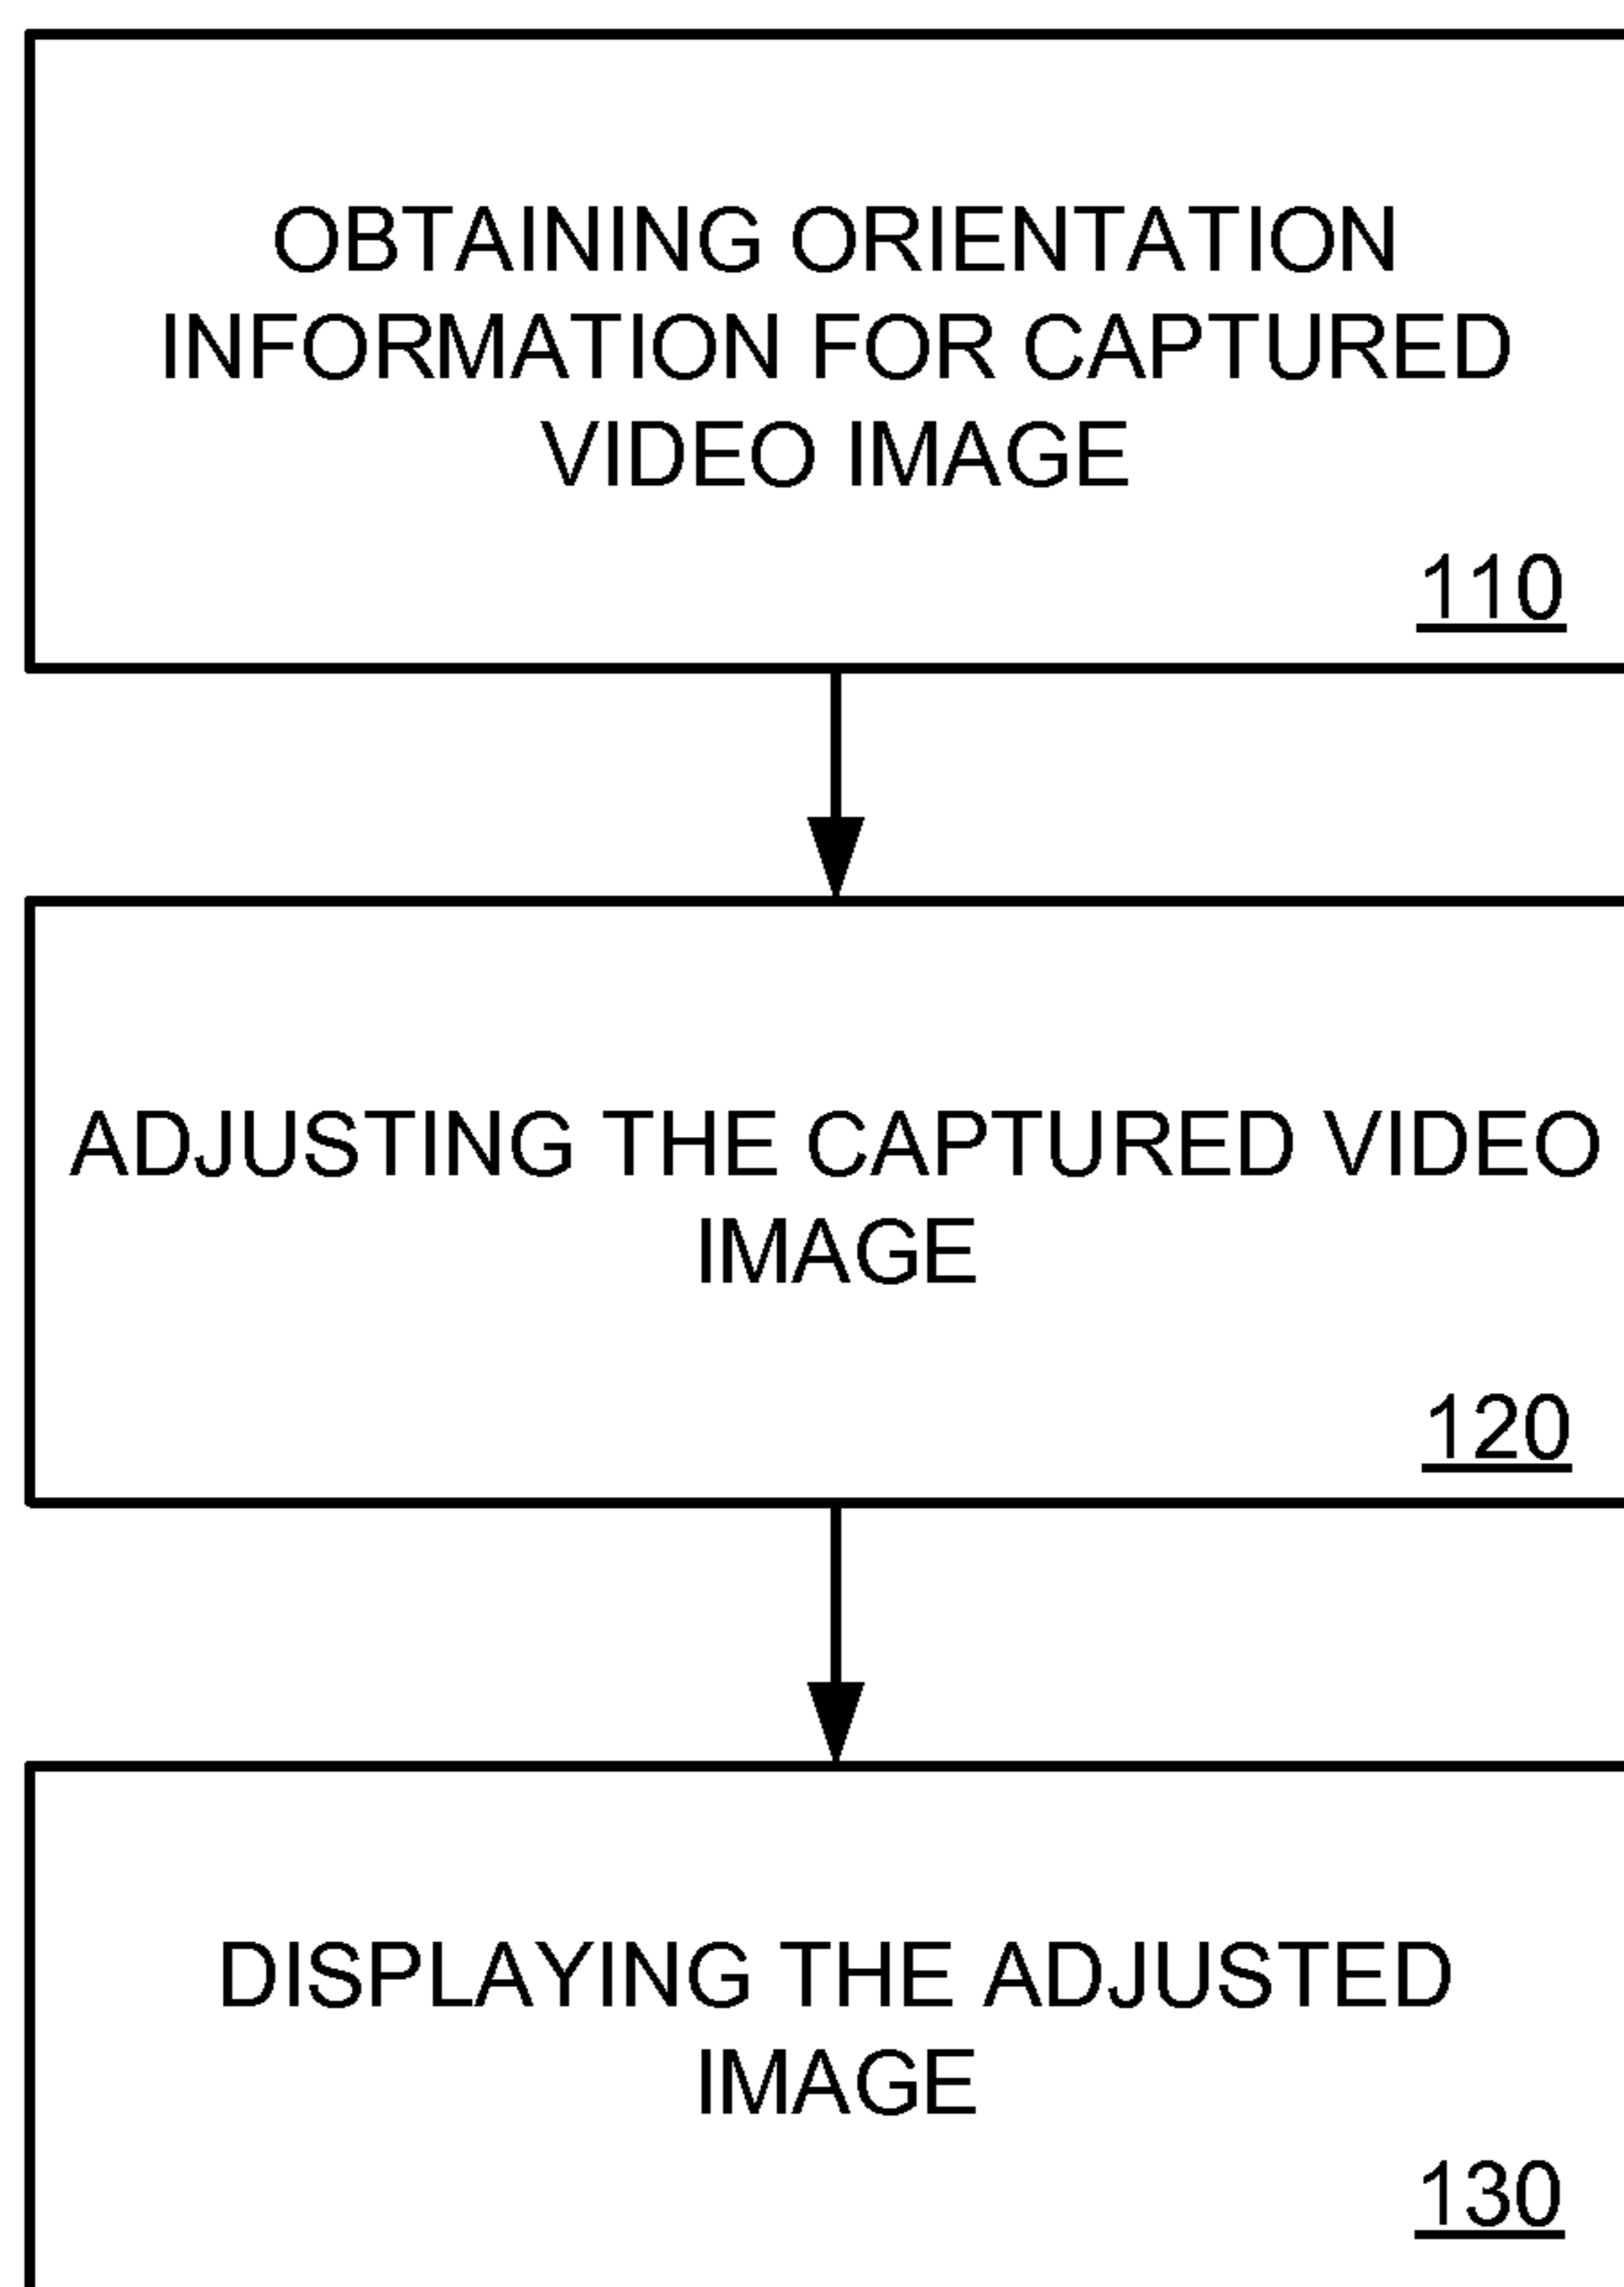 OBTAINING ORIENTATION
INFORMATION FOR CAPTURED
VIDEO IMAGE
110
ADJUSTING THE CAPTURED VIDEO
IMAGE
120
DISPLAYING THE ADJUSTED
IMAGE
130